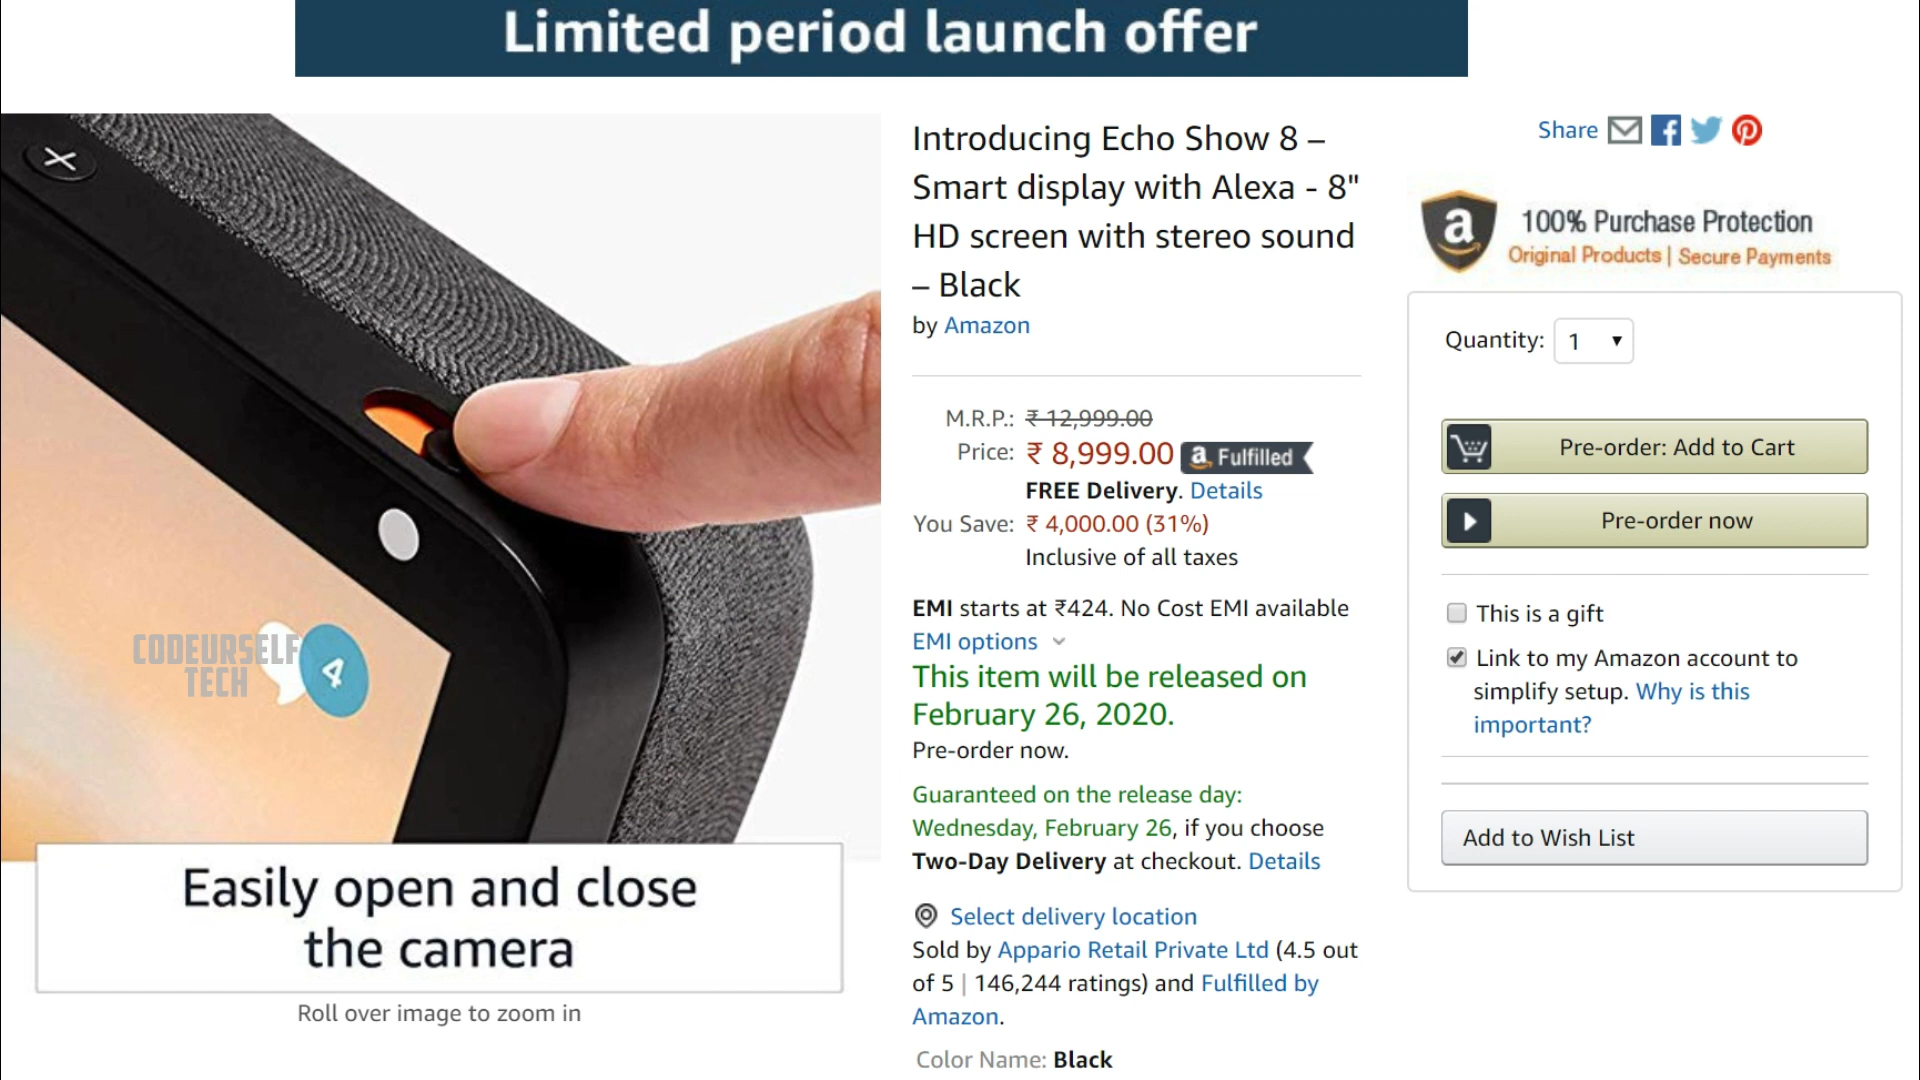 Limited period launch offer
CODEURSELF
TECH
4
Easily open and close
the camera
Roll over image to zoom in
Introducing Echo Show 8 –
Smart display with Alexa - 8"
HD screen with stereo sound
– Black
by Amazon
M.R.P.: ₹ 12,999.00
Price: ₹ 8,999.00 a Fulfilled
FREE Delivery. Details
You Save: ₹ 4,000.00 (31%)
Inclusive of all taxes
EMI starts at ₹424. No Cost EMI available
EMI options
This item will be released on
February 26, 2020.
Pre-order now.
Guaranteed on the release day:
Wednesday, February 26, if you choose
Two-Day Delivery at checkout. Details
Select delivery location
Sold by Appario Retail Private Ltd (4.5 out
of 5 | 146,244 ratings) and Fulfilled by
Amazon.
Color Name: Black
Share
a 100% Purchase Protection
Original Products | Secure Payments
Quantity: 1
Pre-order: Add to Cart
Pre-order now
This is a gift
Link to my Amazon account to
simplify setup. Why is this
important?
Add to Wish List